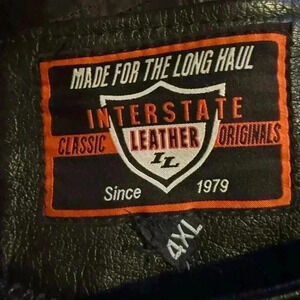 MADE FOR THE LONG HAUL
INTERSTATE
CLASSIC LEATHER ORIGINALS
IL
Since 1979
4XL